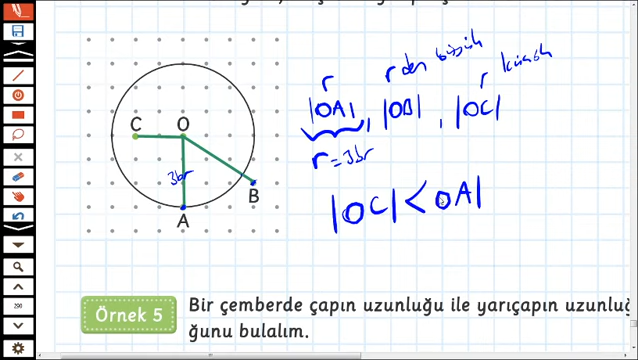 r
r den büyük
r küçük
|OA|, |OB|, |OC|
r = 3br
C O
3br
A
B
|OC| < OA|
Örnek 5
Bir çemberde çapın uzunluğu ile yarıçapın
ğunu bulalım.